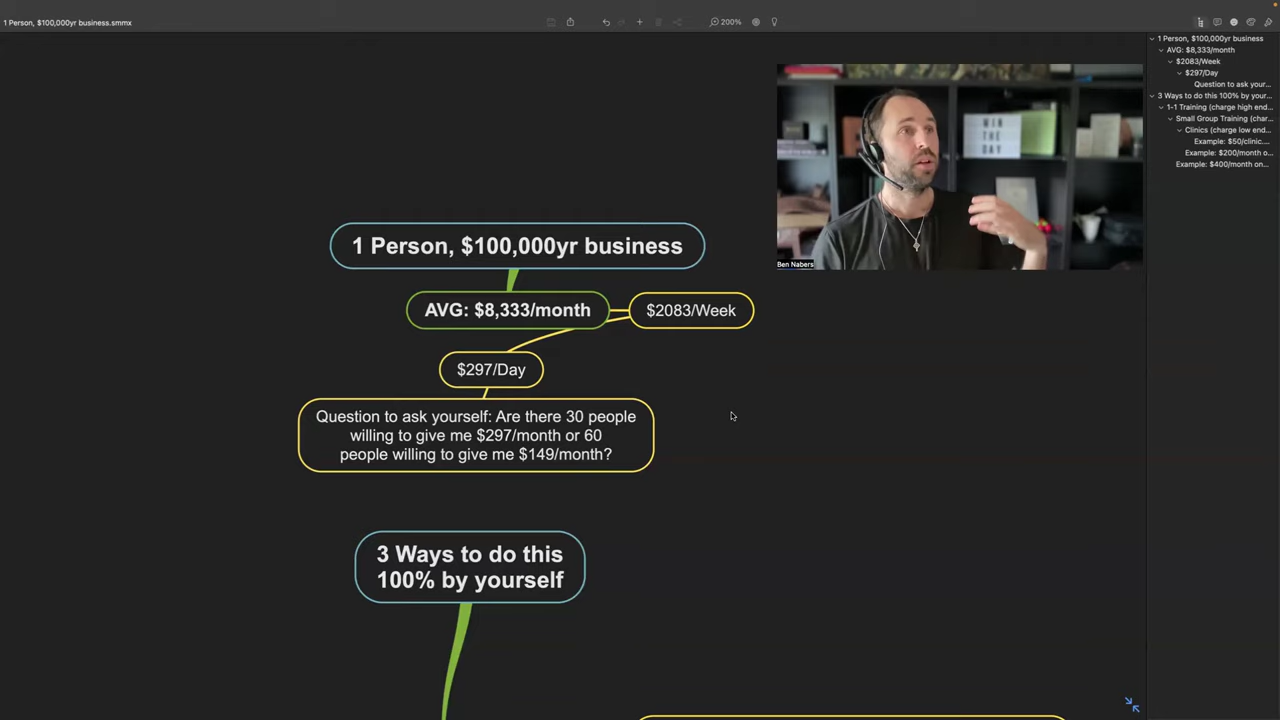 1 Person, $100,000yr business.smmx
200%
1 Person, $100,000yr business
AVG: $8,333/month
$2083/Week
$297/Day
Question to ask your...
3 Ways to do this 100% by your...
1-1 Training (charge high end...
Small Group Training (char...
Clinics (charge low end...
Example: $50/clinic....
Example: $200/month o...
Example: $400/month on...
WIN
THE
DAY
Ben Nabers
1 Person, $100,000yr business
AVG: $8,333/month
$2083/Week
$297/Day
Question to ask yourself: Are there 30 people
willing to give me $297/month or 60
people willing to give me $149/month?
3 Ways to do this
100% by yourself